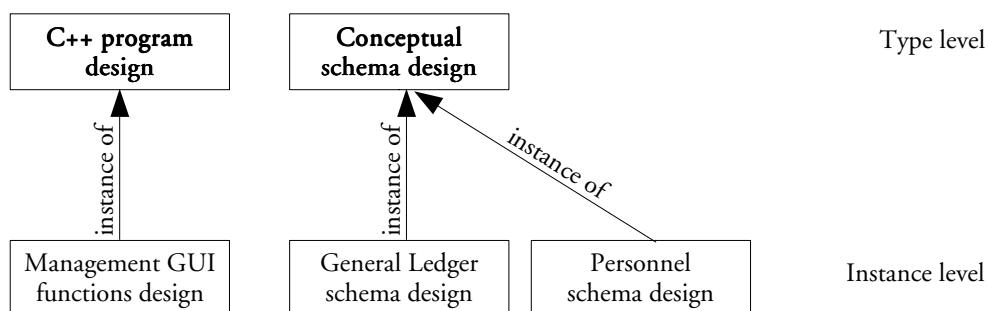 C++ program
design
Conceptual
schema design
Type level
instance of
instance of
instance of
Management GUI
functions design
General Ledger
schema design
Personnel
schema design
Instance level